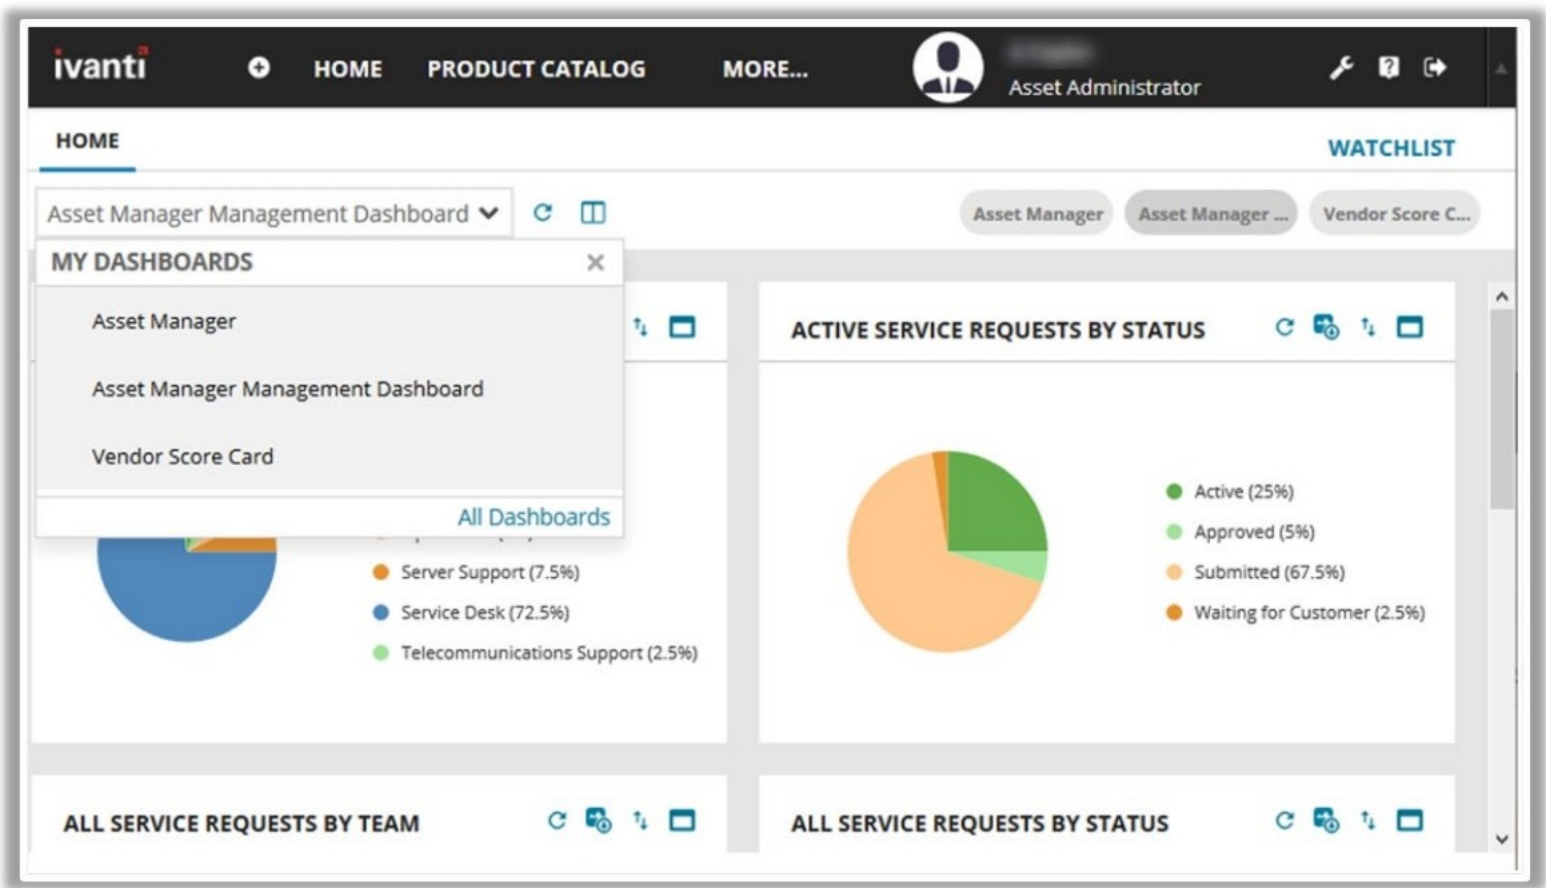 ivanti
HOME PRODUCT CATALOG MORE...
Asset Administrator
HOME
WATCHLIST
Asset Manager Management Dashboard
Asset Manager
Asset Manager ...
Vendor Score C...
MY DASHBOARDS
Asset Manager
Asset Manager Management Dashboard
Vendor Score Card
All Dashboards
Server Support (7.5%)
Service Desk (72.5%)
Telecommunications Support (2.5%)
ACTIVE SERVICE REQUESTS BY STATUS
Active (25%)
Approved (5%)
Submitted (67.5%)
Waiting for Customer (2.5%)
ALL SERVICE REQUESTS BY TEAM
ALL SERVICE REQUESTS BY STATUS